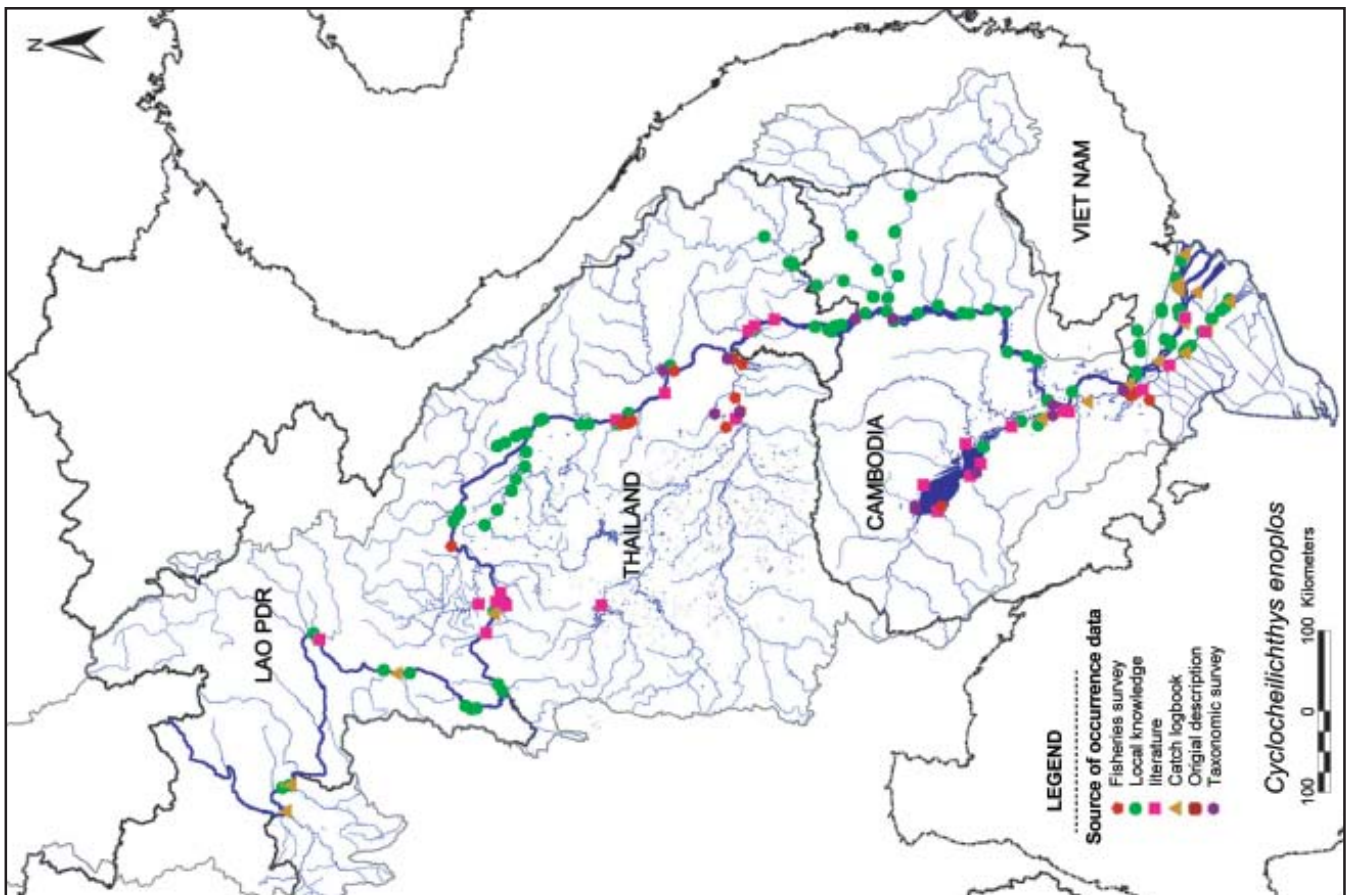 N
LAO PDR
THAILAND
VIET NAM
CAMBODIA
LEGEND
Source of occurrence data
Fisheries survey
Local knowledge
literature
Catch logbook
Origial description
Taxonomic survey
Cyclocheilichthys enoplos
100 0 100 Kilometers